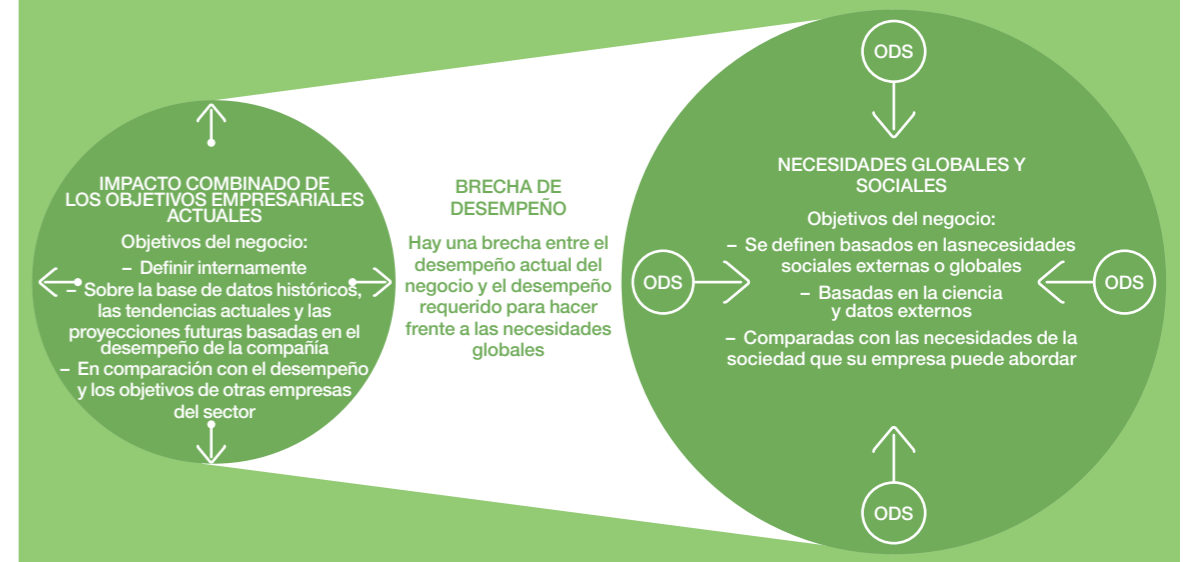 IMPACTO COMBINADO DE
LOS OBJETIVOS EMPRESARIALES
ACTUALES
Objetivos del negocio:
– Definir internamente
– Sobre la base de datos históricos,
las tendencias actuales y las
proyecciones futuras basadas en el
desempeño de la compañía
– En comparación con el desempeño
y los objetivos de otras empresas
del sector
BRECHA DE
DESEMPEÑO
Hay una brecha entre el
desempeño actual del
negocio y el desempeño
requerido para hacer
frente a las necesidades
globales
ODS
NECESIDADES GLOBALES Y
SOCIALES
Objetivos del negocio:
– Se definen basados en lasnecesidades
sociales externas o globales
– Basadas en la ciencia
y datos externos
– Comparadas con las necesidades de la
sociedad que su empresa puede abordar
ODS
ODS
ODS